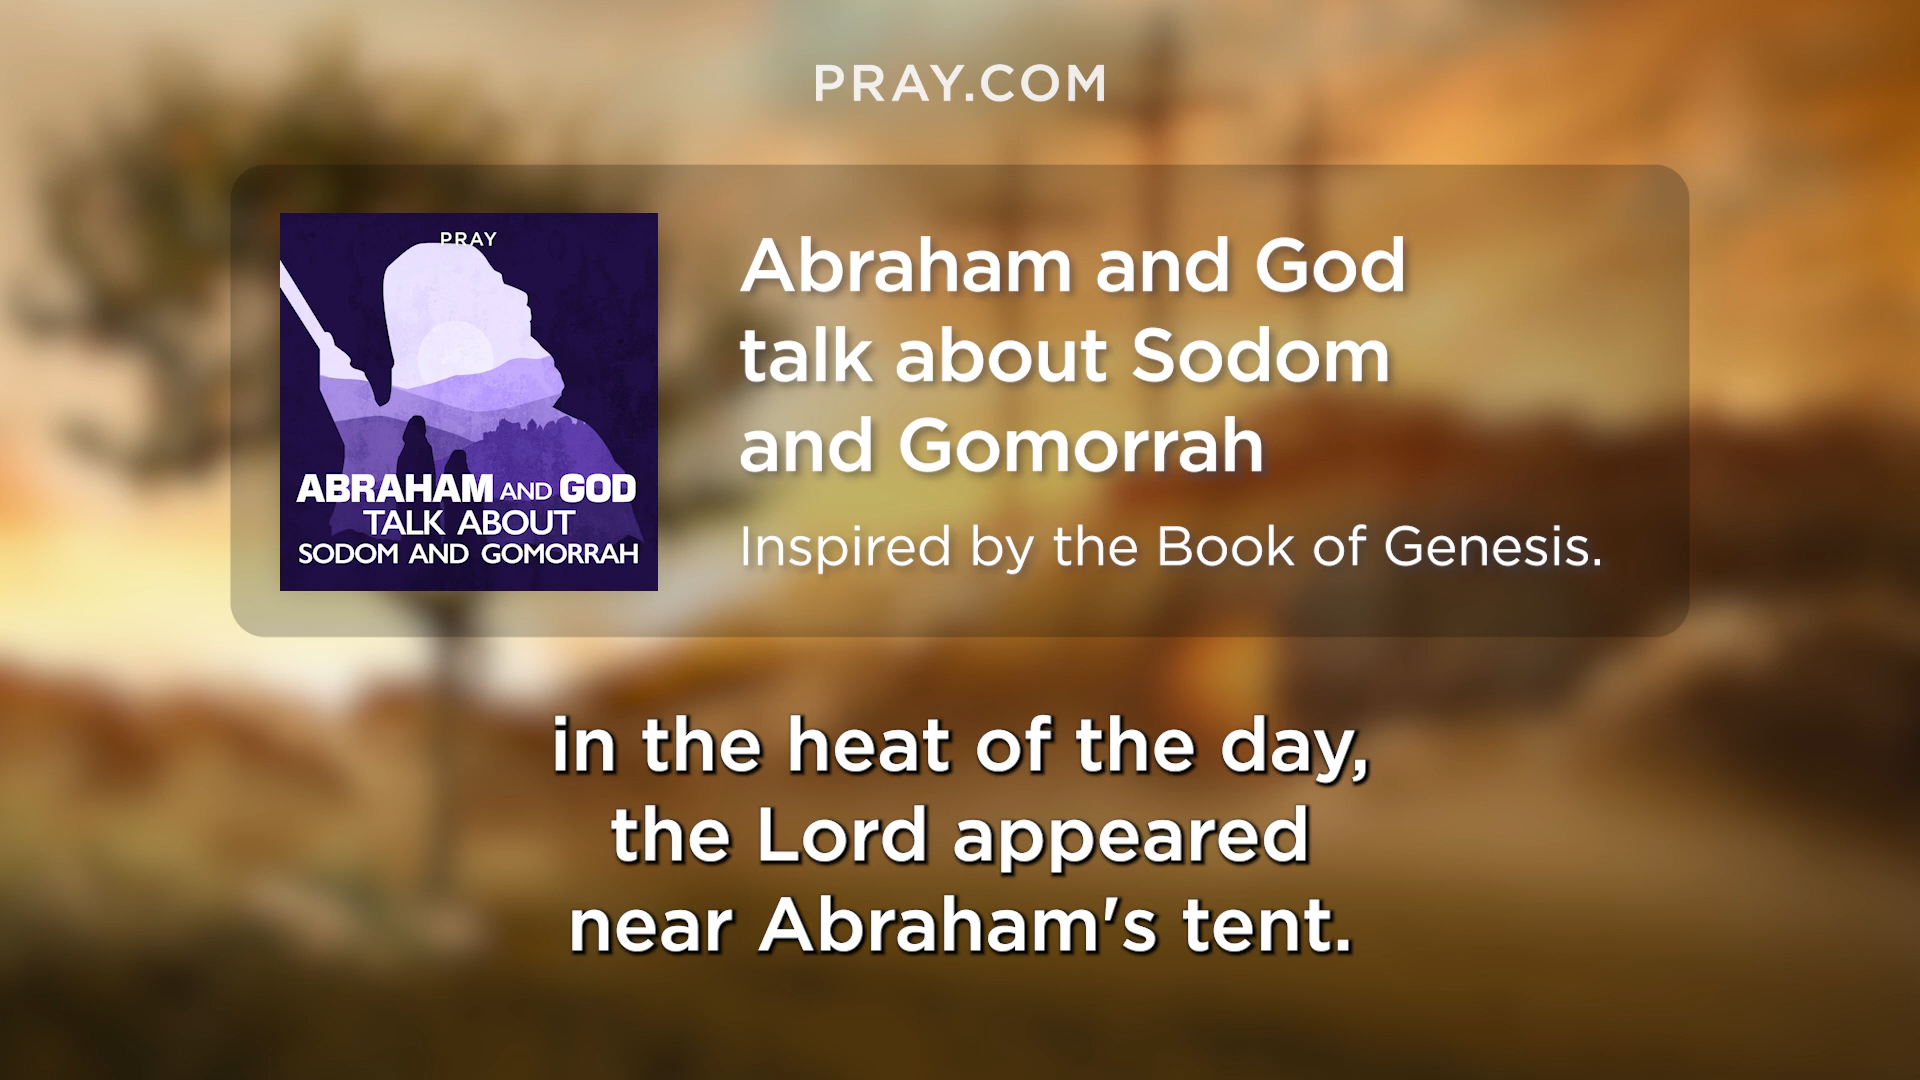 PRAY.COM
PRAY
ABRAHAM AND GOD
TALK ABOUT
SODOM AND GOMORRAH
Abraham and God
talk about Sodom
and Gomorrah
Inspired by the Book of Genesis.
in the heat of the day,
the Lord appeared
near Abraham's tent.